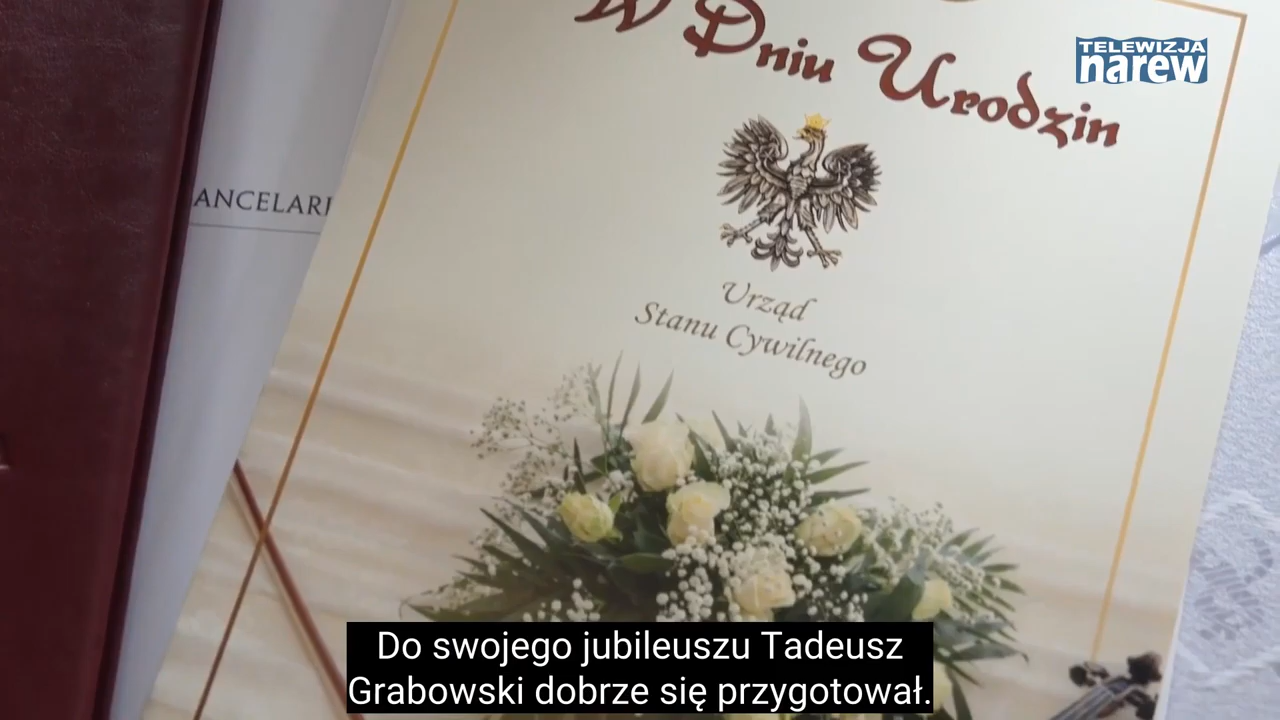 TELEWIZJA
narew
W Dniu Urodzin
ANCELARI
Urząd
Stanu Cywilnego
Do swojego jubileuszu Tadeusz
Grabowski dobrze się przygotował.